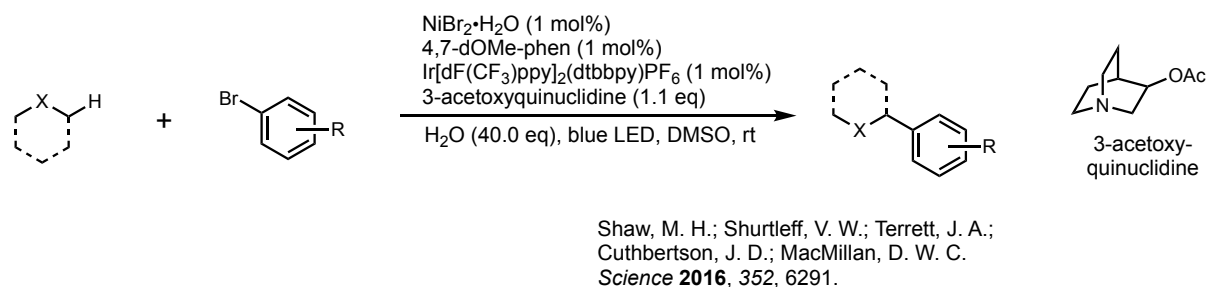 NiBr2•H2O (1 mol%)
4,7-dOMe-phen (1 mol%)
Ir[dF(CF3)ppy]2(dtbbpy)PF6 (1 mol%)
3-acetoxyquinuclidine (1.1 eq)
H2O (40.0 eq), blue LED, DMSO, rt
X
H
+
Br
R
X
R
OAc
N
3-acetoxy-
quinuclidine
Shaw, M. H.; Shurtleff, V. W.; Terrett, J. A.;
Cuthbertson, J. D.; MacMillan, D. W. C.
Science 2016, 352, 6291.